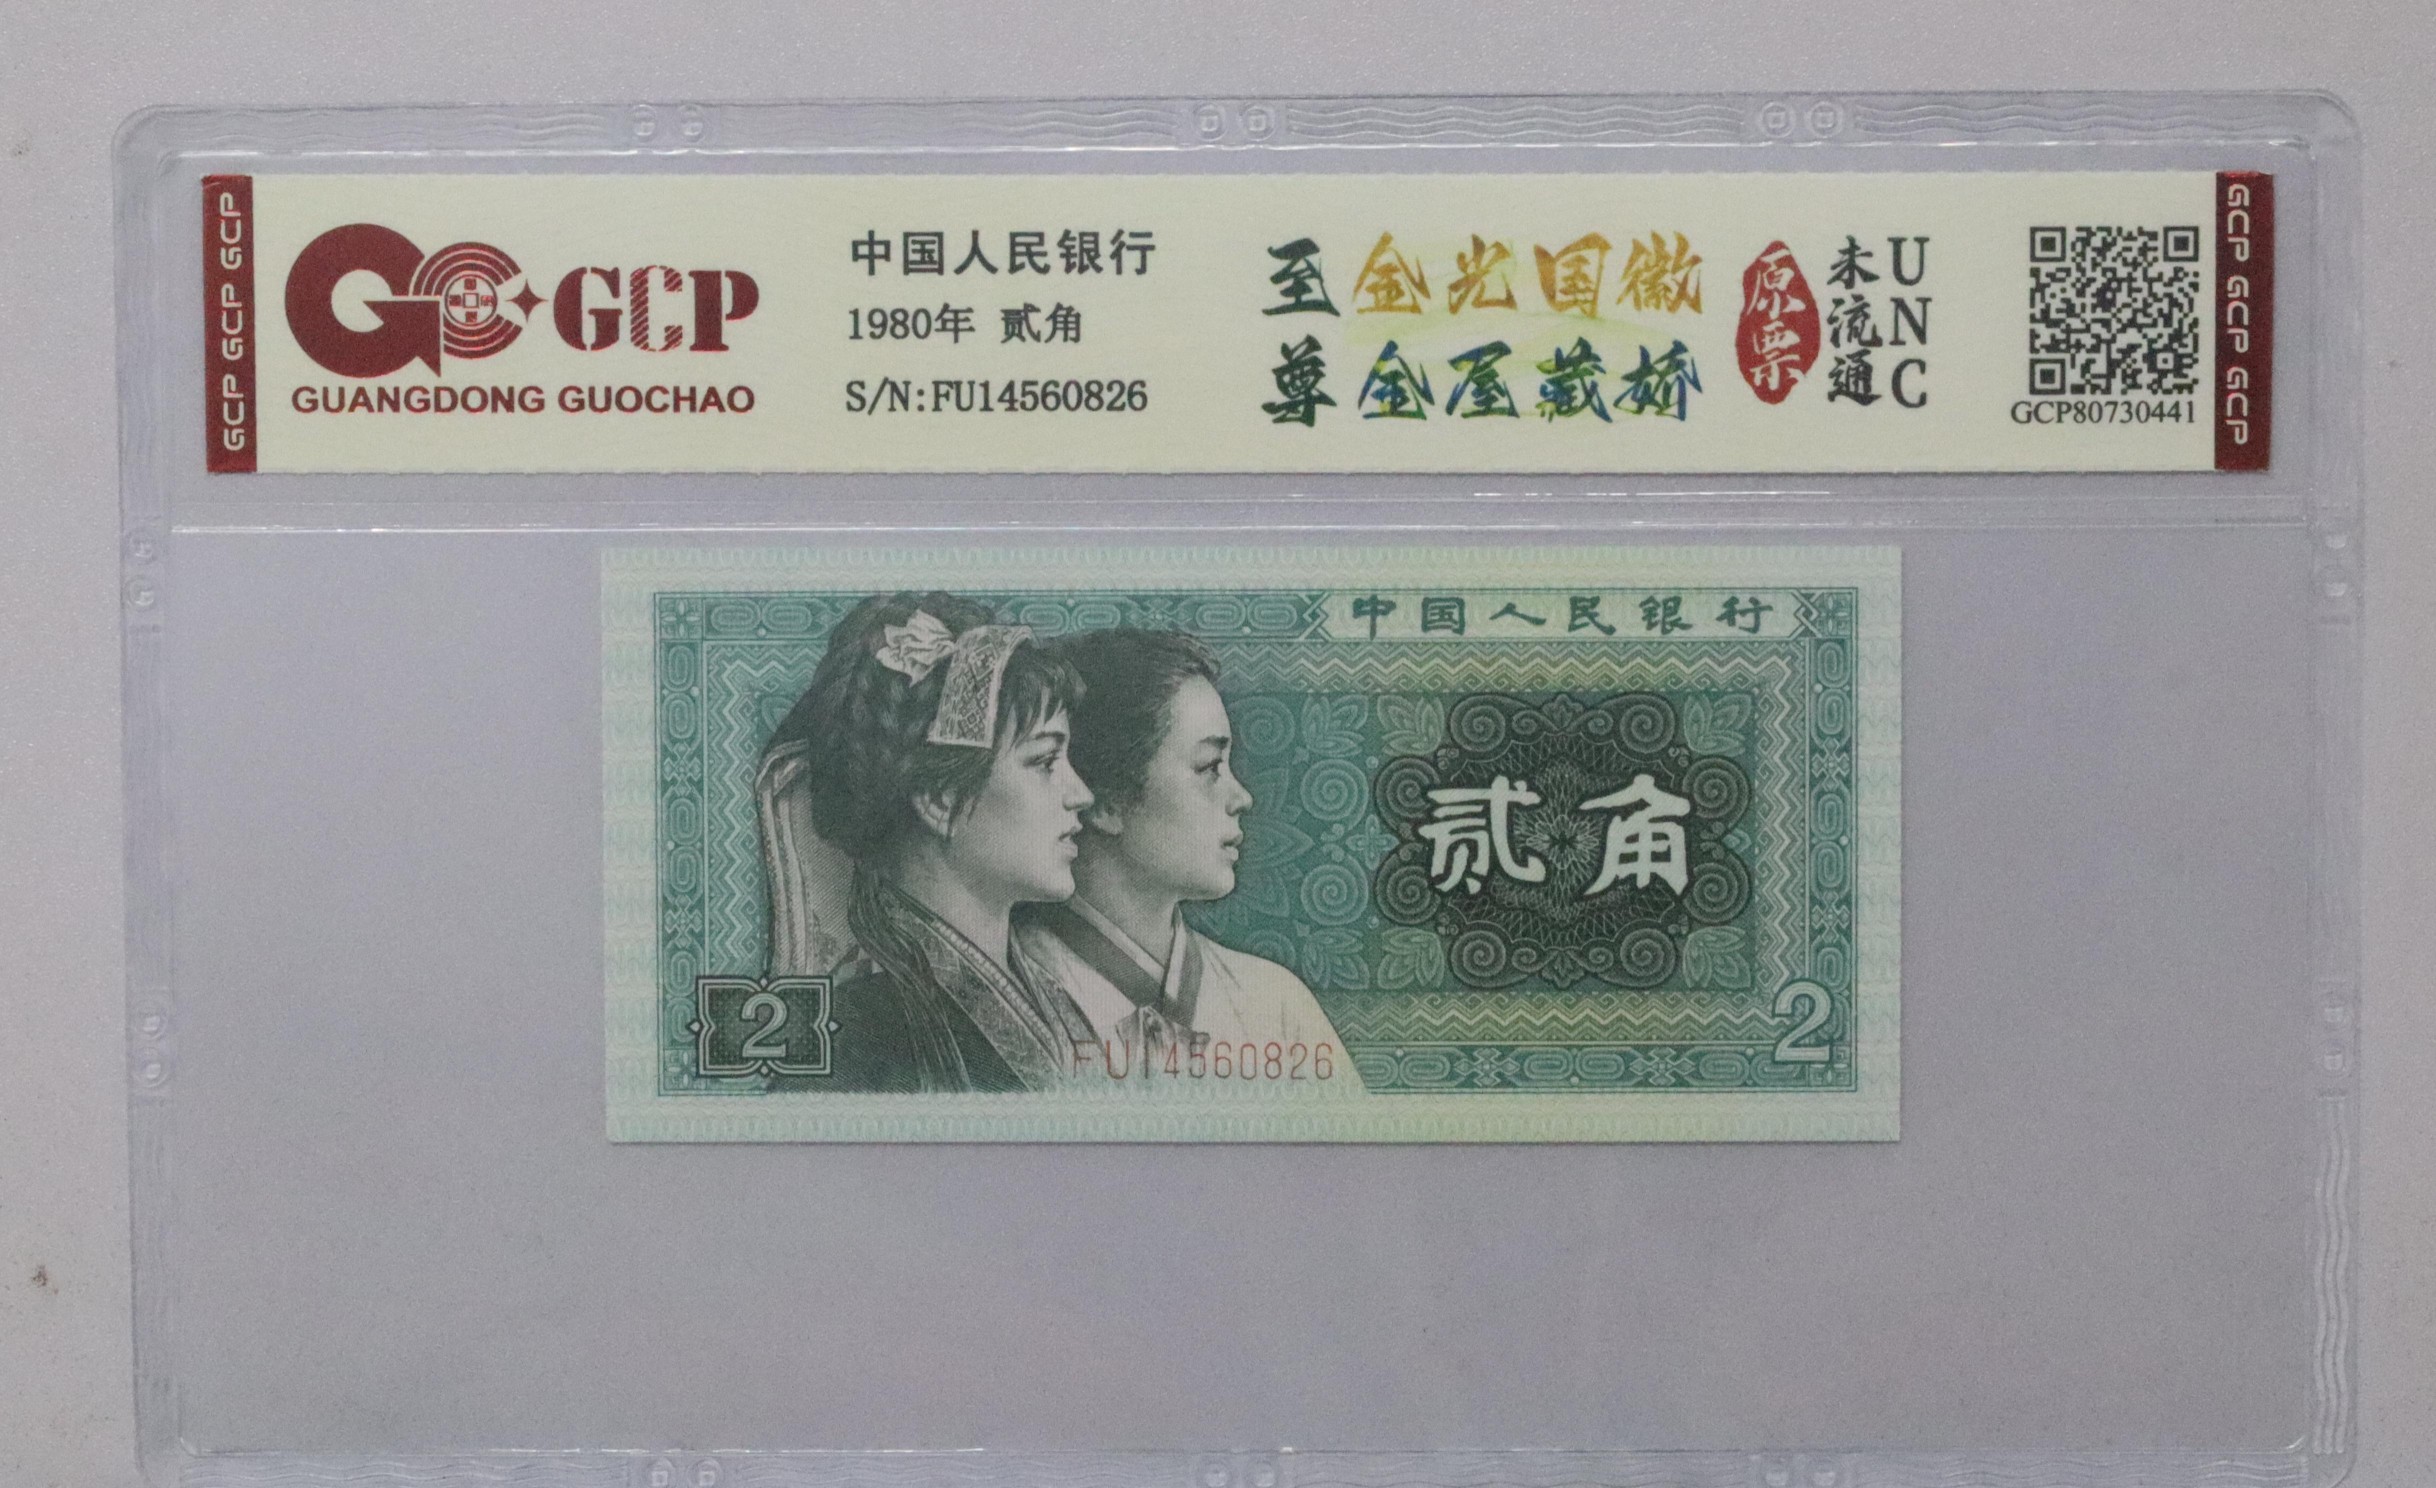 GCP GCP GCP
GCP
GUANGDONG GUOCHAO
中国人民银行
1980年 贰角
S/N:FU14560826
至尊
金光国徽
金屋藏娇
原票
未流通
UNC
GCP80730441
GCP GCP GCP
中国人民银行
贰角
2
2
FU14560826